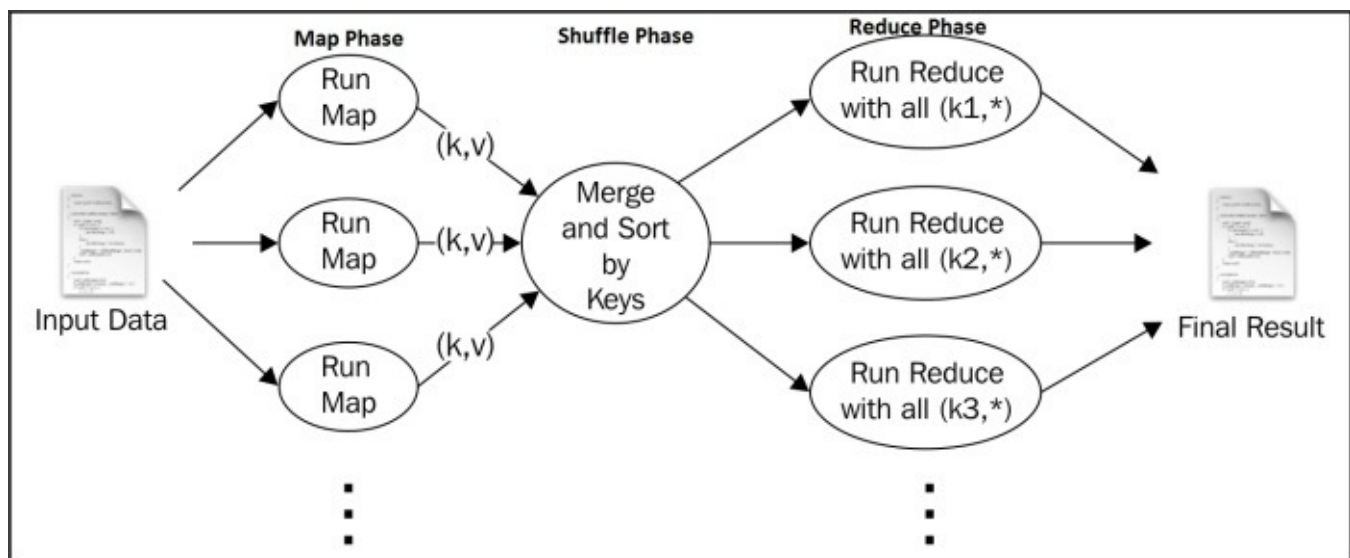 Map Phase
Shuffle Phase
Reduce Phase
Run
Map
(k,v)
Run
Map
(k,v)
Run
Map
(k,v)
Input Data
Merge
and Sort
by
Keys
Run Reduce
with all (k1,*)
Run Reduce
with all (k2,*)
Run Reduce
with all (k3,*)
Final Result